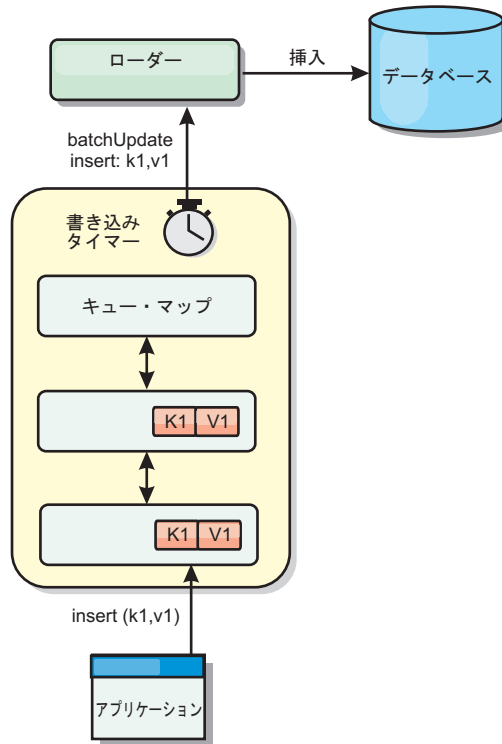 ローダー
挿入
データベース
batchUpdate
insert: k1,v1
書き込み
タイマー
キュー・マップ
K1 V1
K1 V1
insert (k1,v1)
アプリケーション